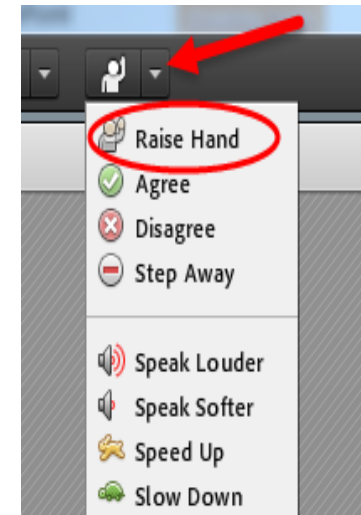 Raise Hand
Agree
Disagree
Step Away
Speak Louder
Speak Softer
Speed Up
Slow Down